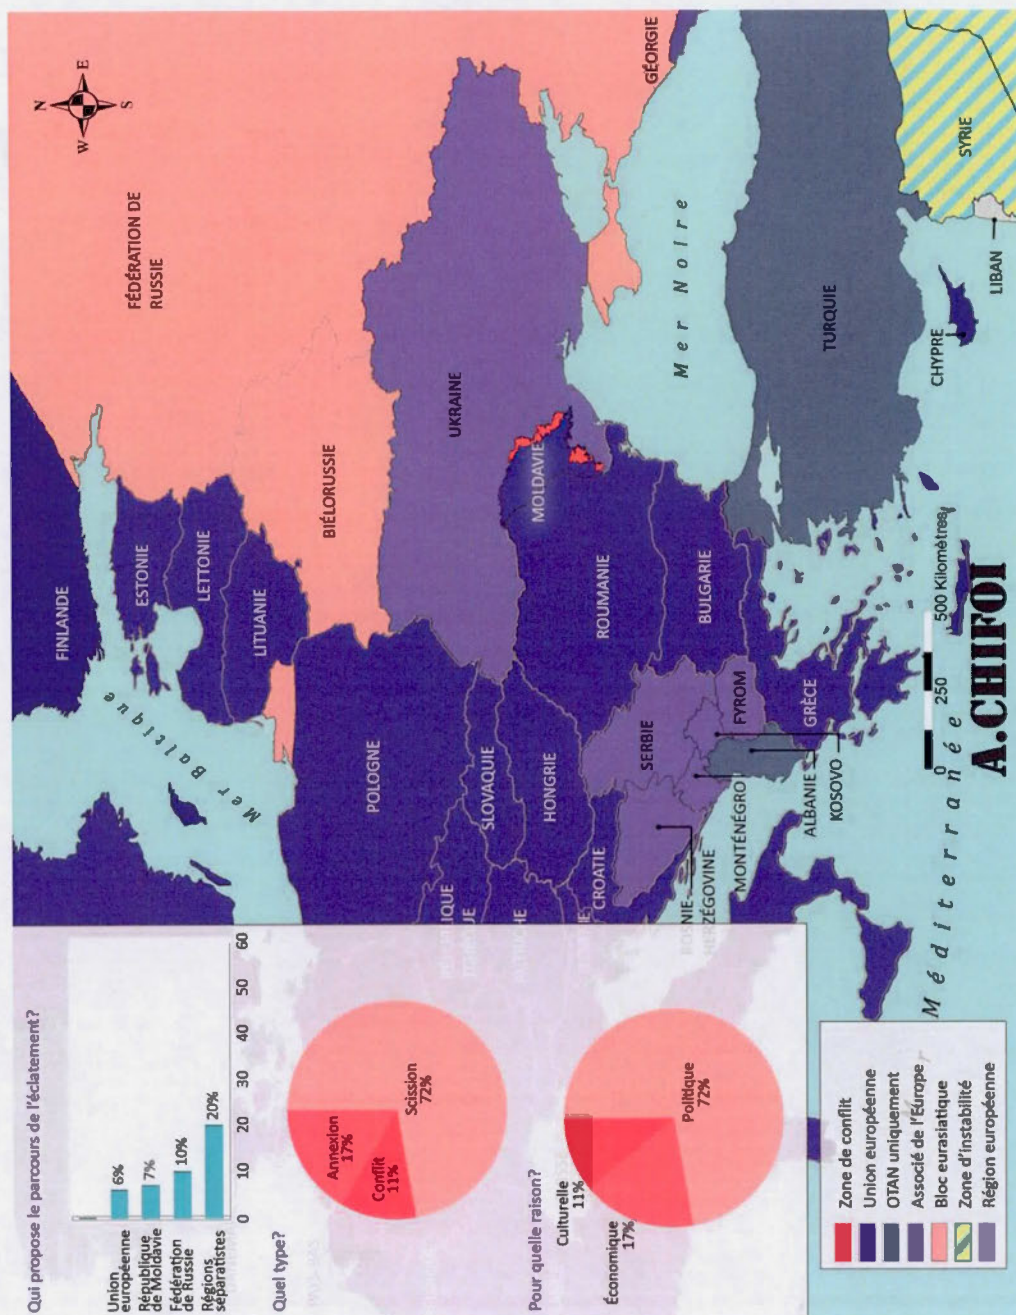 Qui propose le parcours de l'éclatement?
Union
européenne
République
de Moldavie
Fédération
de Russie
Régions
séparatistes
6%
7%
10%
20%
0
10
20
30
40
50
60
Quel type?
Annexion
17%
Conflit
11%
Scission
72%
Pour quelle raison?
Culturelle
11%
Économique
17%
Politique
72%
Zone de conflit
Union européenne
OTAN uniquement
Associé de l'Europe
Bloc eurasiatique
Zone d'instabilité
Région européenne
N
W
E
S
FINLANDE
FÉDÉRATION DE
RUSSIE
ESTONIE
LETTONIE
LITUANIE
Mer Baltique
BIÉLORUSSIE
POLOGNE
UKRAINE
SLOVAQUIE
HONGRIE
MOLDAVIE
ROUMANIE
CROATIE
SERBIE
BULGARIE
FYROM
GRÈCE
HERZÉGOVINE
MONTÉNÉGRO
ALBANIE
KOSOVO
Mer Noire
GÉORGIE
TURQUIE
SYRIE
LIBAN
CHYPRE
Méditerranée
0
250
500 Kilomètres
A.CHIFOI